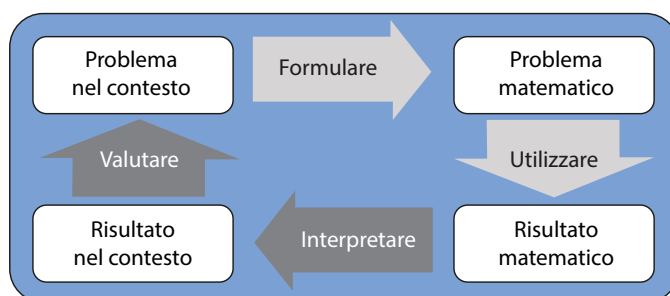 Problema
nel contesto
Formulare
Problema
matematico
Valutare
Utilizzare
Risultato
nel contesto
Interpretare
Risultato
matematico